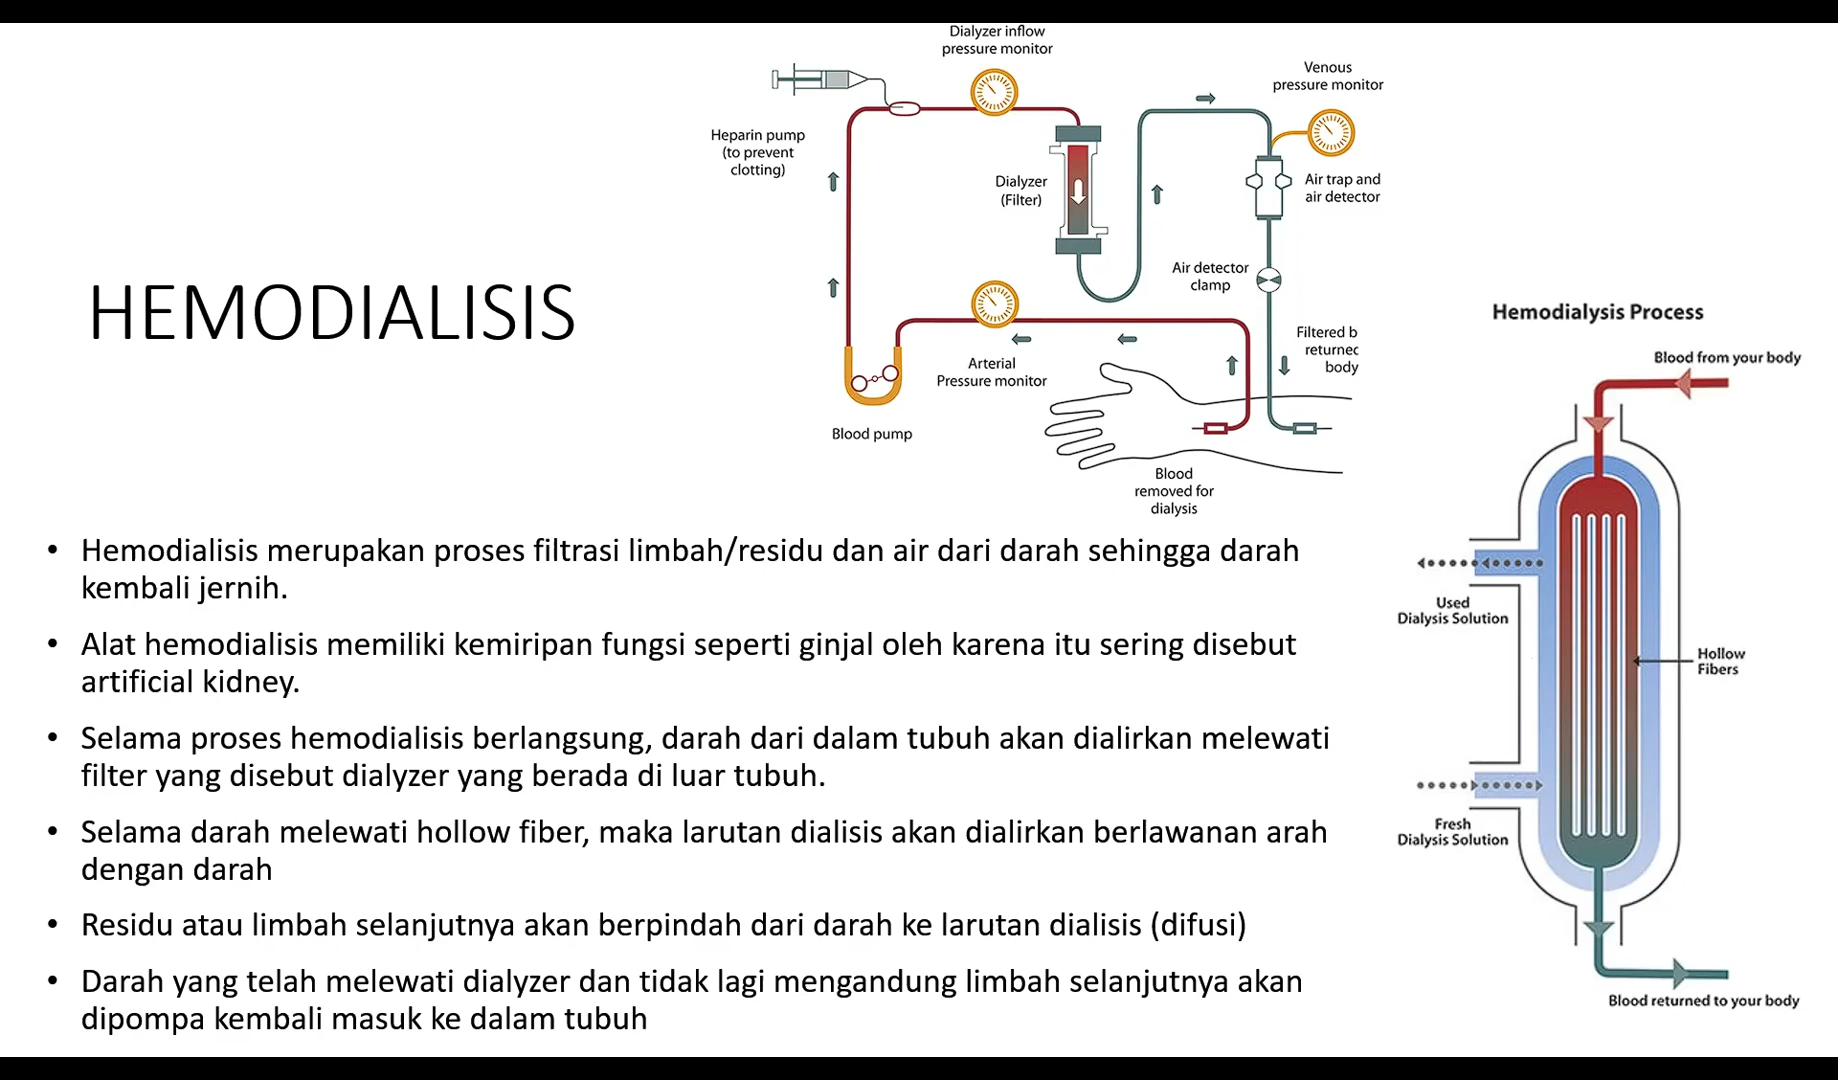 Dialyzer inflow
pressure monitor
Venous
pressure monitor
Heparin pump
(to prevent
clotting)
Dialyzer
(Filter)
Air trap and
air detector
Air detector
clamp
Filtered b
returned
body
Arterial
Pressure monitor
Blood pump
Blood
removed for
dialysis
HEMODIALISIS
Hemodialysis Process
Blood from your body
Used
Dialysis Solution
Hollow
Fibers
Fresh
Dialysis Solution
Blood returned to your body
• Hemodialisis merupakan proses filtrasi limbah/residu dan air dari darah sehingga darah
kembali jernih.
• Alat hemodialisis memiliki kemiripan fungsi seperti ginjal oleh karena itu sering disebut
artificial kidney.
• Selama proses hemodialisis berlangsung, darah dari dalam tubuh akan dialirkan melewati
filter yang disebut dialyzer yang berada di luar tubuh.
• Selama darah melewati hollow fiber, maka larutan dialisis akan dialirkan berlawanan arah
dengan darah
• Residu atau limbah selanjutnya akan berpindah dari darah ke larutan dialisis (difusi)
• Darah yang telah melewati dialyzer dan tidak lagi mengandung limbah selanjutnya akan
dipompa kembali masuk ke dalam tubuh